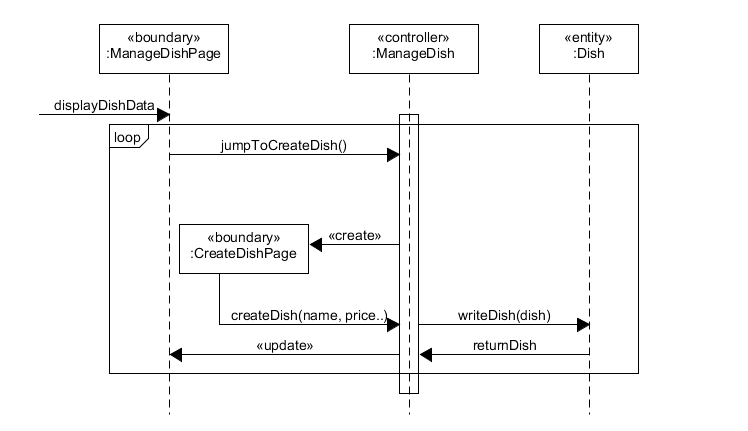 «boundary»
:ManageDishPage
«controller»
:ManageDish
«entity»
:Dish
displayDishData
loop
jumpToCreateDish()
«boundary»
:CreateDishPage
«create»
createDish(name, price..)
writeDish(dish)
«update»
returnDish